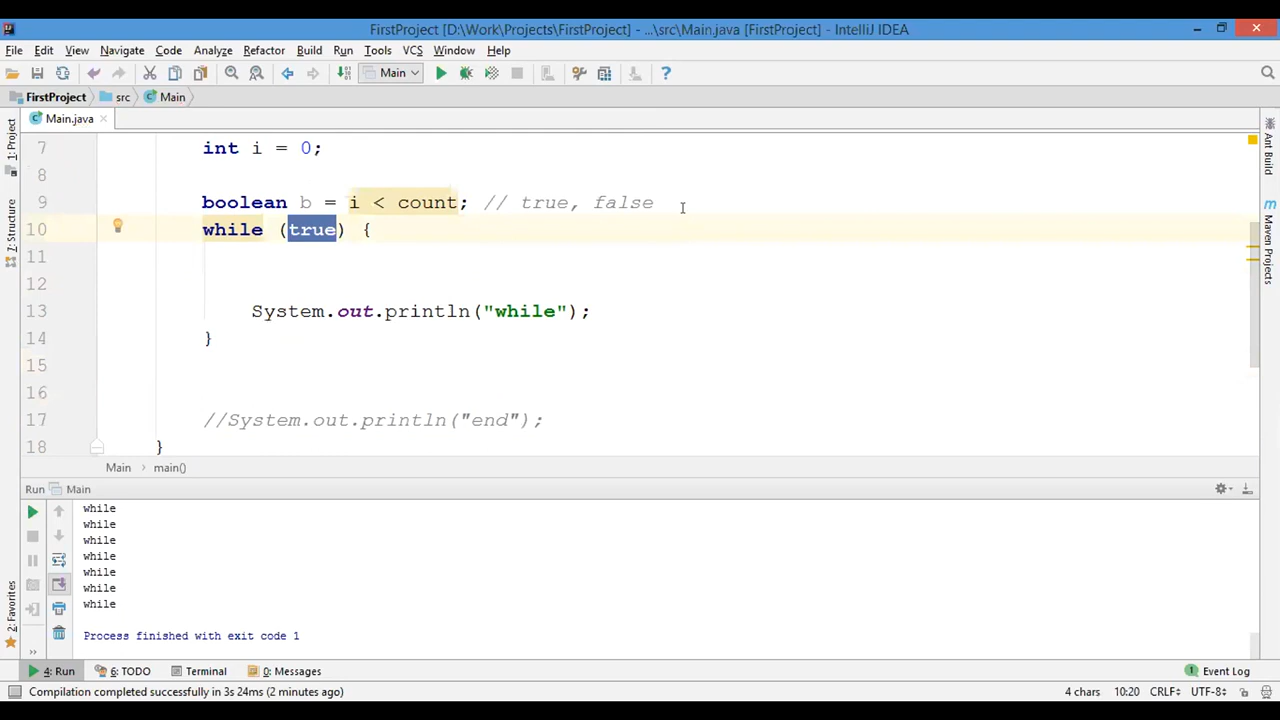 FirstProject [D:\Work\Projects\FirstProject] - ...\src\Main.java [FirstProject] - IntelliJ IDEA
File Edit View Navigate Code Analyze Refactor Build Run Tools VCS Window Help
Main
FirstProject src Main
Main.java
7 int i = 0;
8
9 boolean b = i < count; // true, false
10 while (true) {
11
12
13 System.out.println("while");
14 }
15
16
17 //System.out.println("end");
18 }
Main main()
Run Main
while
while
while
while
while
while
while
Process finished with exit code 1
1: Project
7: Structure
2: Favorites
Ant Build
Maven Projects
4: Run 6: TODO Terminal 0: Messages Event Log
Compilation completed successfully in 3s 24ms (2 minutes ago) 4 chars 10:20 CRLF UTF-8